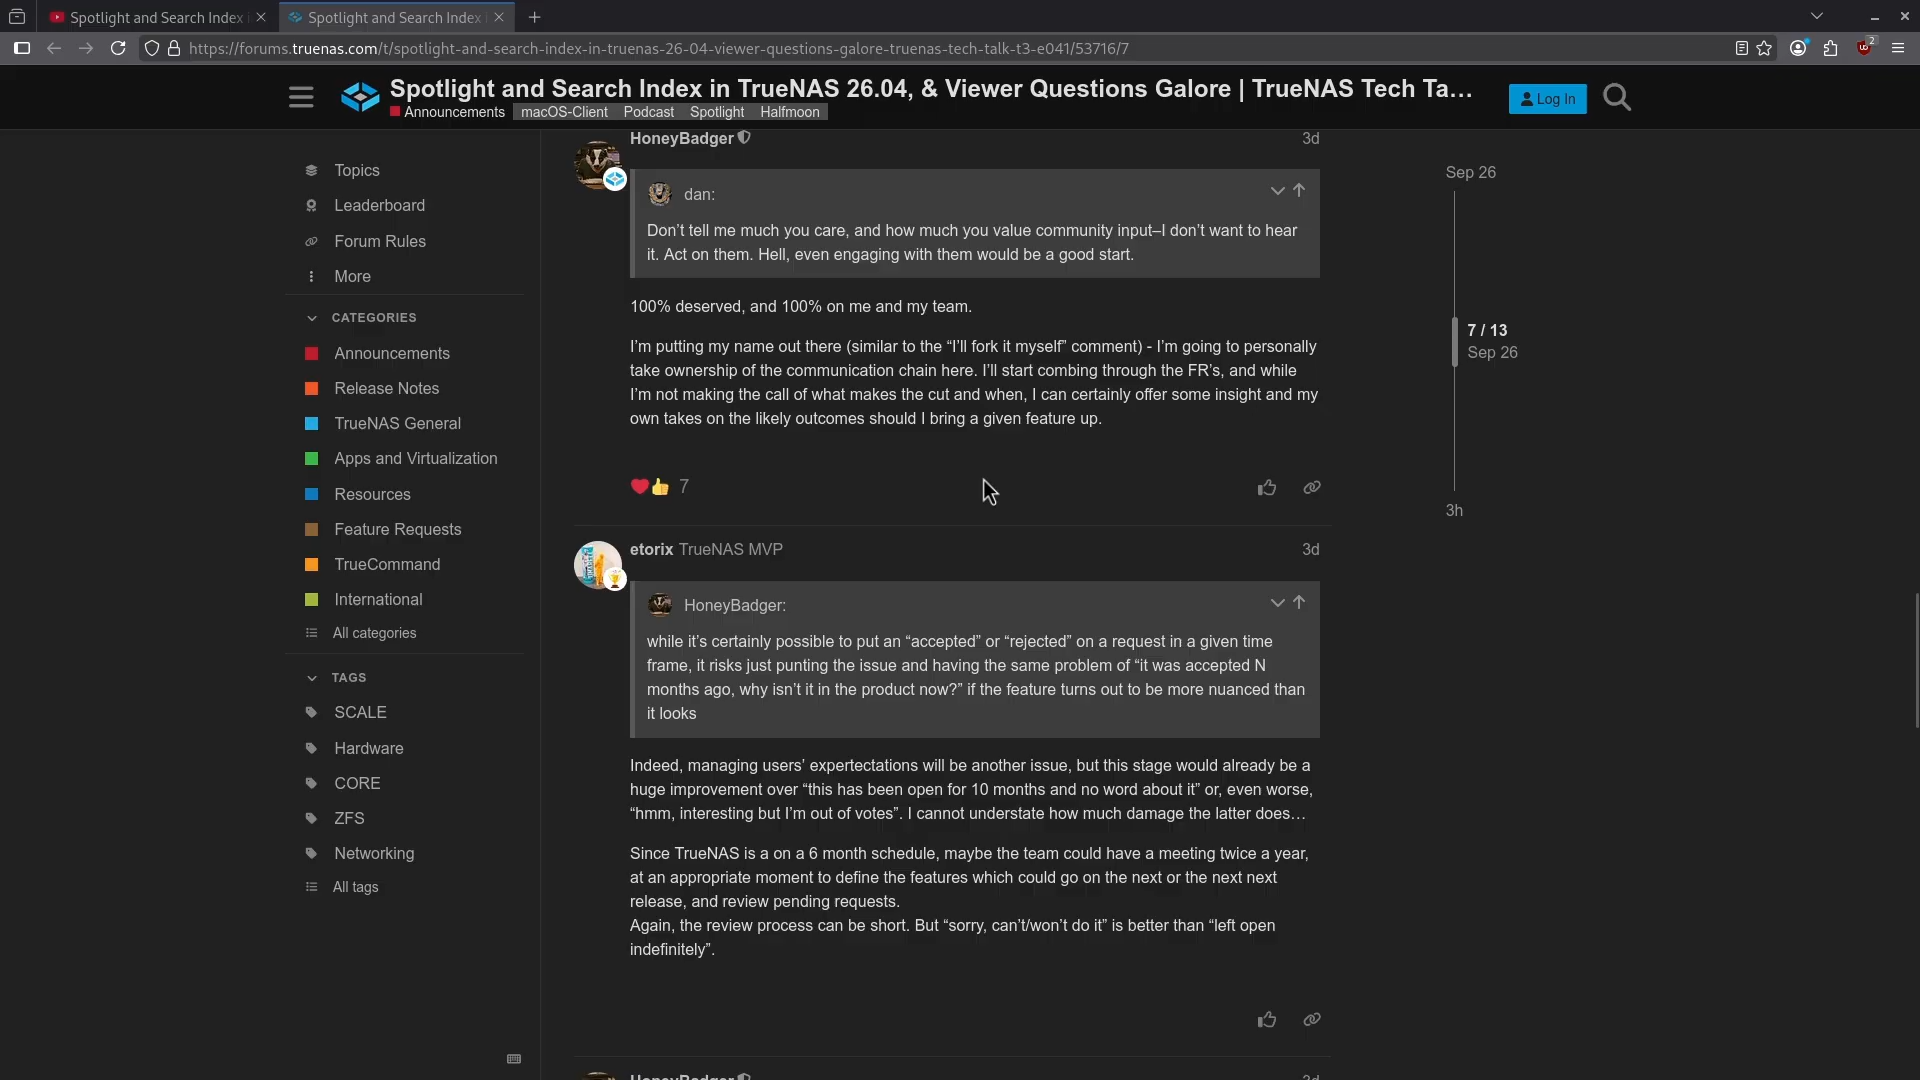 Spotlight and Search Index i
Spotlight and Search Index i
https://forums.truenas.com/t/spotlight-and-search-index-in-truenas-26-04-viewer-questions-galore-truenas-tech-talk-t3-e041/53716/7
2
Spotlight and Search Index in TrueNAS 26.04, & Viewer Questions Galore | TrueNAS Tech Ta...
Announcements macOS-Client Podcast Spotlight Halfmoon
Log In
Topics
Leaderboard
Forum Rules
More
CATEGORIES
Announcements
Release Notes
TrueNAS General
Apps and Virtualization
Resources
Feature Requests
TrueCommand
International
All categories
TAGS
SCALE
Hardware
CORE
ZFS
Networking
All tags
HoneyBadger 3d
dan:
Don’t tell me much you care, and how much you value community input–I don’t want to hear
it. Act on them. Hell, even engaging with them would be a good start.
100% deserved, and 100% on me and my team.
I’m putting my name out there (similar to the “I’ll fork it myself” comment) - I’m going to personally
take ownership of the communication chain here. I’ll start combing through the FR’s, and while
I’m not making the call of what makes the cut and when, I can certainly offer some insight and my
own takes on the likely outcomes should I bring a given feature up.
7
etorix TrueNAS MVP 3d
HoneyBadger:
while it’s certainly possible to put an “accepted” or “rejected” on a request in a given time
frame, it risks just punting the issue and having the same problem of “it was accepted N
months ago, why isn’t it in the product now?” if the feature turns out to be more nuanced than
it looks
Indeed, managing users’ expertectations will be another issue, but this stage would already be a
huge improvement over “this has been open for 10 months and no word about it” or, even worse,
“hmm, interesting but I’m out of votes”. I cannot understate how much damage the latter does…
Since TrueNAS is a on a 6 month schedule, maybe the team could have a meeting twice a year,
at an appropriate moment to define the features which could go on the next or the next next
release, and review pending requests.
Again, the review process can be short. But “sorry, can’t/won’t do it” is better than “left open
indefinitely”.
HoneyBadger 3d
Sep 26
7 / 13
Sep 26
3h